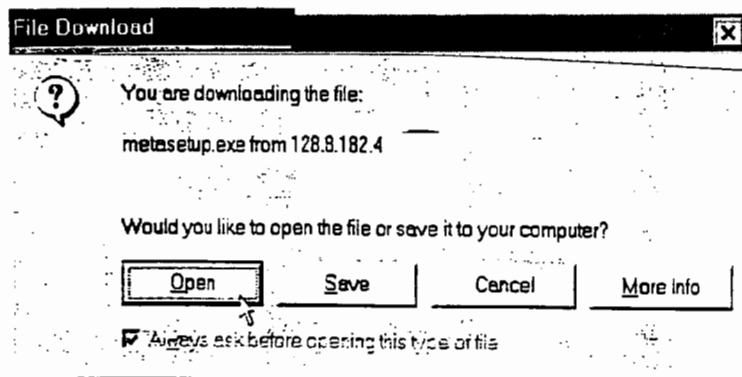 File Download
You are downloading the file:
metasetup.exe from 128.8.182.4
Would you like to open the file or save it to your computer?
Open Save Cancel More Info
Always ask before opening this type of file